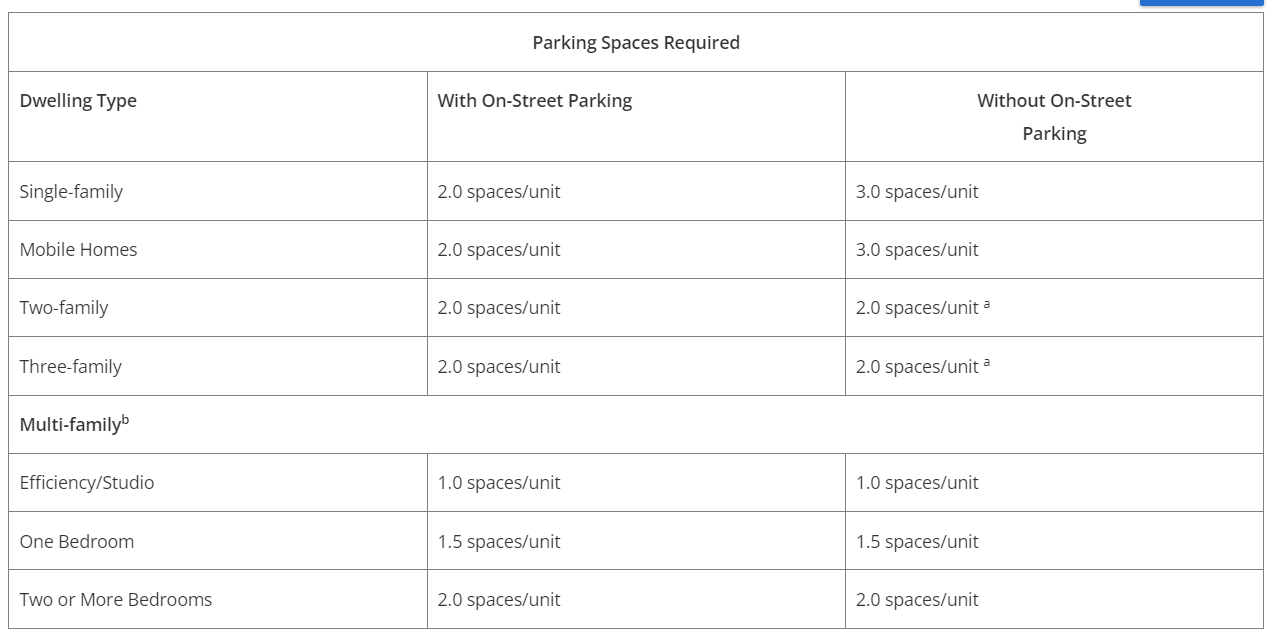 Parking Spaces Required
Dwelling Type With On-Street Parking Without On-Street
Parking
Single-family 2.0 spaces/unit 3.0 spaces/unit
Mobile Homes 2.0 spaces/unit 3.0 spaces/unit
Two-family 2.0 spaces/unit 2.0 spaces/unit ᵃ
Three-family 2.0 spaces/unit 2.0 spaces/unit ᵃ
Multi-familyᵇ
Efficiency/Studio 1.0 spaces/unit 1.0 spaces/unit
One Bedroom 1.5 spaces/unit 1.5 spaces/unit
Two or More Bedrooms 2.0 spaces/unit 2.0 spaces/unit